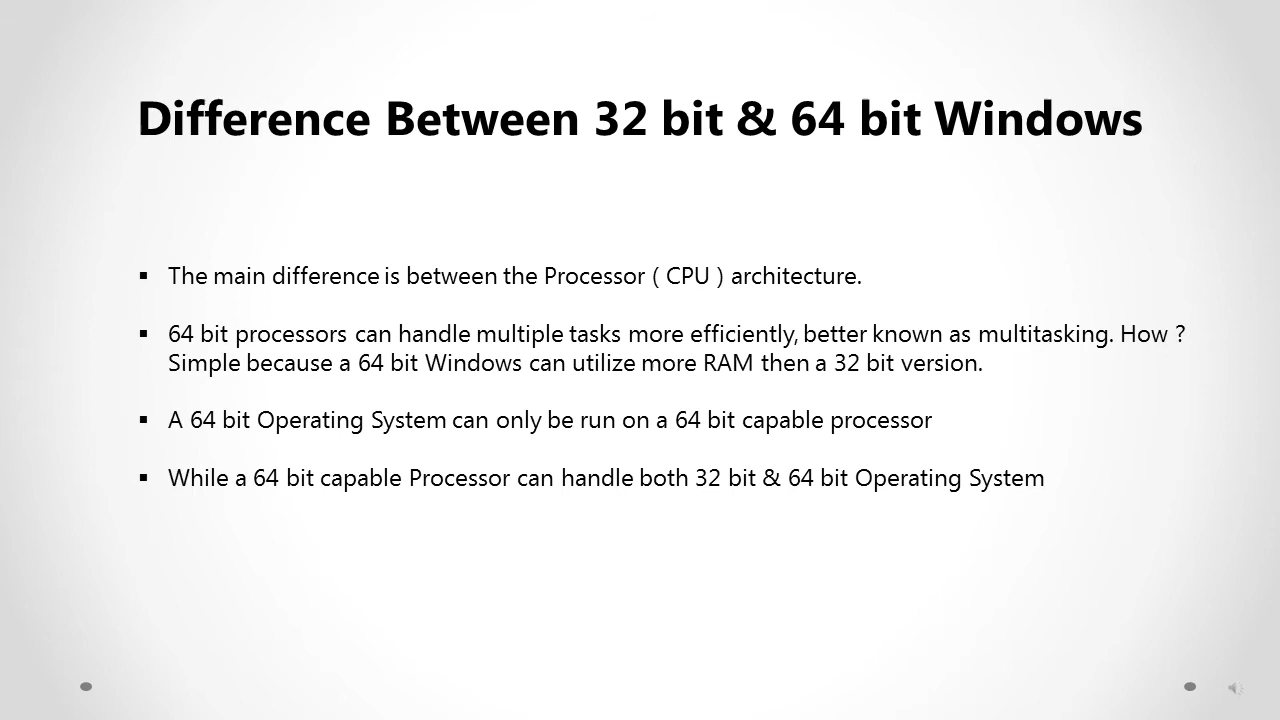 Difference Between 32 bit & 64 bit Windows
▪ The main difference is between the Processor ( CPU ) architecture.
▪ 64 bit processors can handle multiple tasks more efficiently, better known as multitasking. How ?
Simple because a 64 bit Windows can utilize more RAM then a 32 bit version.
▪ A 64 bit Operating System can only be run on a 64 bit capable processor
▪ While a 64 bit capable Processor can handle both 32 bit & 64 bit Operating System